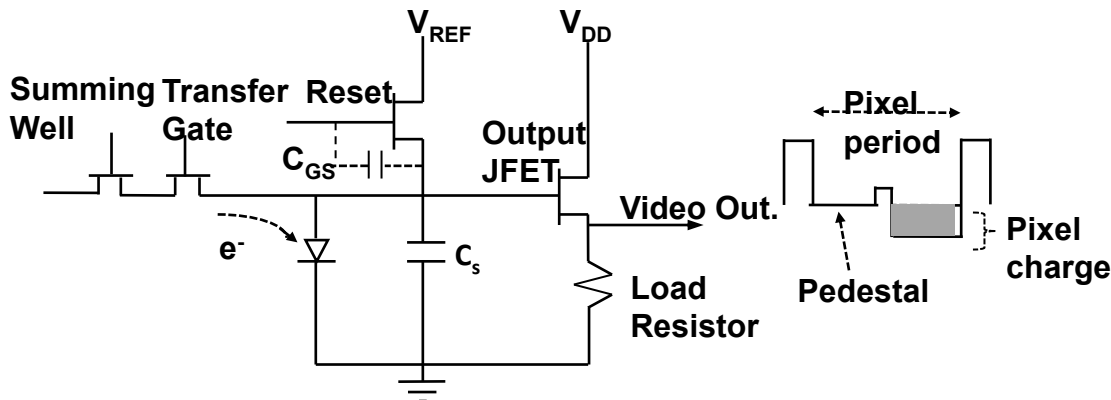 V_REF
V_DD
Summing
Well
Transfer
Gate
Reset
C_GS
Output
JFET
Video Out.
e-
C_s
Load
Resistor
Pixel
period
Pedestal
Pixel
charge